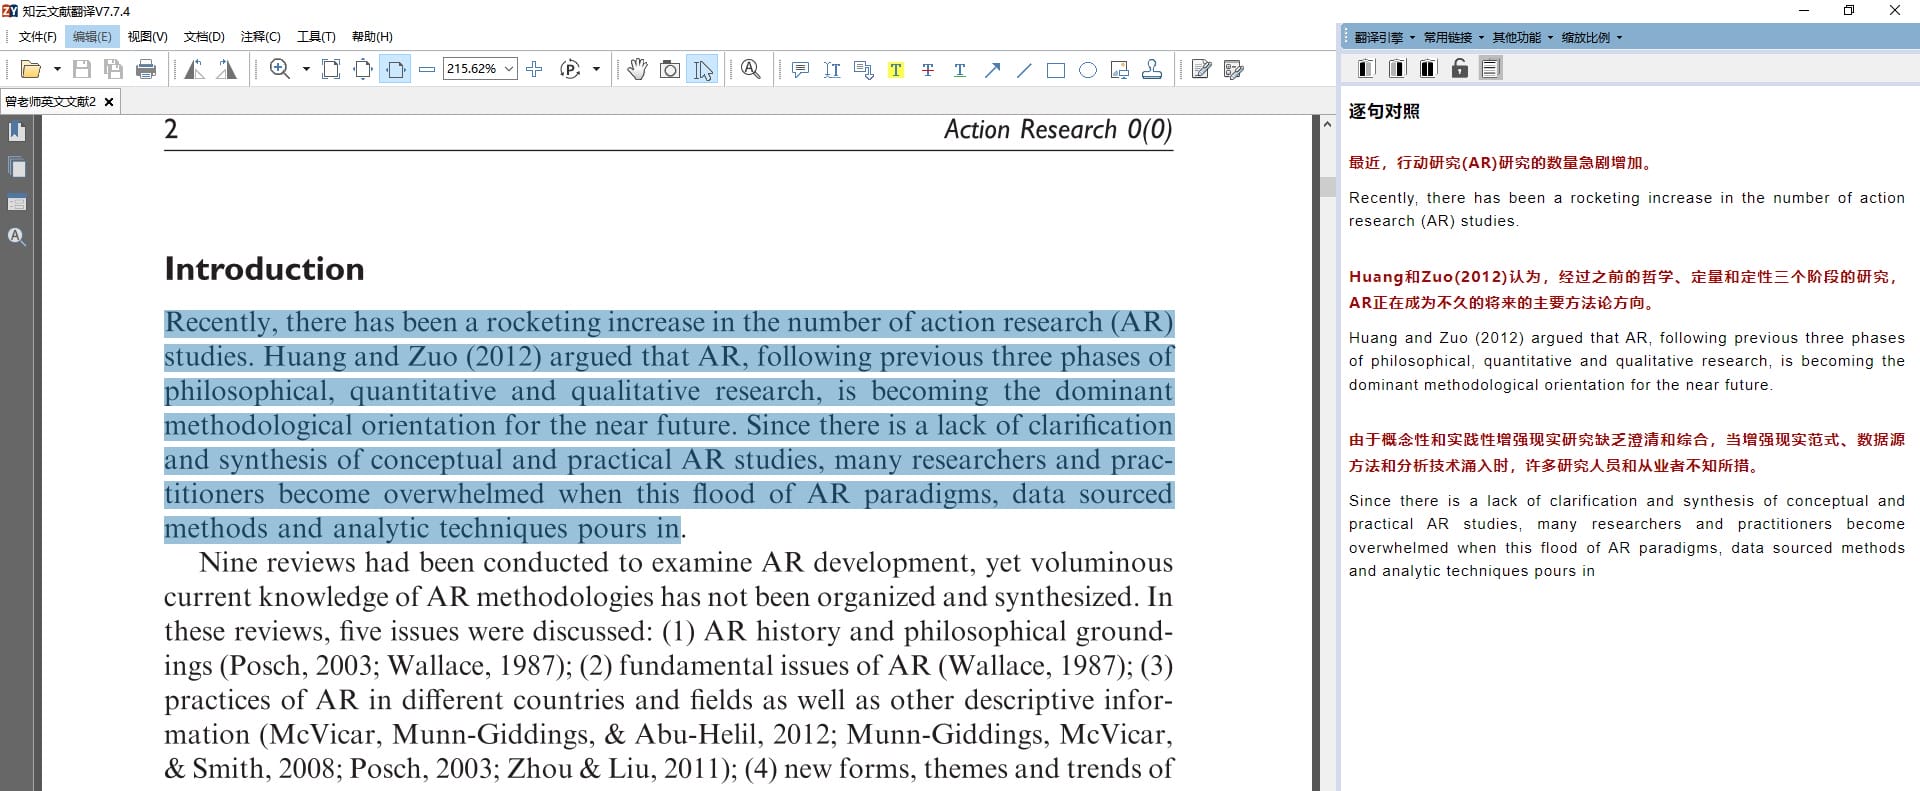 知云文献翻译V7.7.4
文件(F) 编辑(E) 视图(V) 文档(D) 注释(C) 工具(T) 帮助(H)
翻译引擎 常用链接 其他功能 缩放比例
215.62%
曾老师英文文献2
2 Action Research 0(0)
Introduction
Recently, there has been a rocketing increase in the number of action research (AR)
studies. Huang and Zuo (2012) argued that AR, following previous three phases of
philosophical, quantitative and qualitative research, is becoming the dominant
methodological orientation for the near future. Since there is a lack of clarification
and synthesis of conceptual and practical AR studies, many researchers and prac-
titioners become overwhelmed when this flood of AR paradigms, data sourced
methods and analytic techniques pours in.
Nine reviews had been conducted to examine AR development, yet voluminous
current knowledge of AR methodologies has not been organized and synthesized. In
these reviews, five issues were discussed: (1) AR history and philosophical ground-
ings (Posch, 2003; Wallace, 1987); (2) fundamental issues of AR (Wallace, 1987); (3)
practices of AR in different countries and fields as well as other descriptive infor-
mation (McVicar, Munn-Giddings, & Abu-Helil, 2012; Munn-Giddings, McVicar,
& Smith, 2008; Posch, 2003; Zhou & Liu, 2011); (4) new forms, themes and trends of
逐句对照
最近，行动研究(AR)研究的数量急剧增加。
Recently, there has been a rocketing increase in the number of action
research (AR) studies.
Huang和Zuo(2012)认为，经过之前的哲学、定量和定性三个阶段的研究，
AR正在成为不久的将来的主要方法论方向。
Huang and Zuo (2012) argued that AR, following previous three phases
of philosophical, quantitative and qualitative research, is becoming the
dominant methodological orientation for the near future.
由于概念性和实践性增强现实研究缺乏澄清和综合，当增强现实范式、数据源
方法和分析技术涌入时，许多研究人员和从业者不知所措。
Since there is a lack of clarification and synthesis of conceptual and
practical AR studies, many researchers and practitioners become
overwhelmed when this flood of AR paradigms, data sourced methods
and analytic techniques pours in